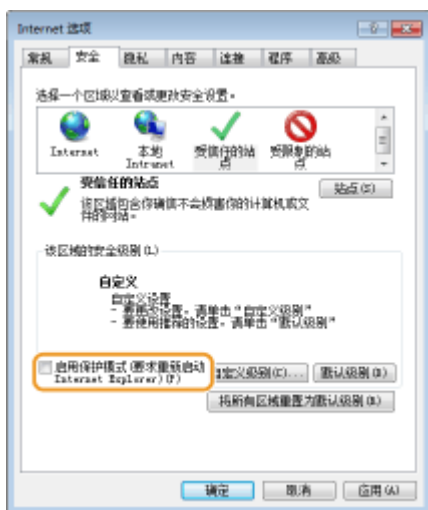 Internet 选项
常规 安全 隐私 内容 连接 程序 高级
选择一个区域以查看或更改安全设置。
Internet 本地 Intranet 受信任的站点 受限制的站点
受信任的站点
站点(S)
该区域包含你确信不会损害你的计算机或文
件的网站。
该区域的安全级别(L)
自定义
自定义设置
- 要更改设置，请单击“自定义级别”
- 要使用推荐的设置，请单击“默认级别”
启用保护模式(要求重新启动
Internet Explorer)(P)
自定义级别(C)... 默认级别(D)
将所有区域重置为默认级别(R)
确定 取消 应用(A)